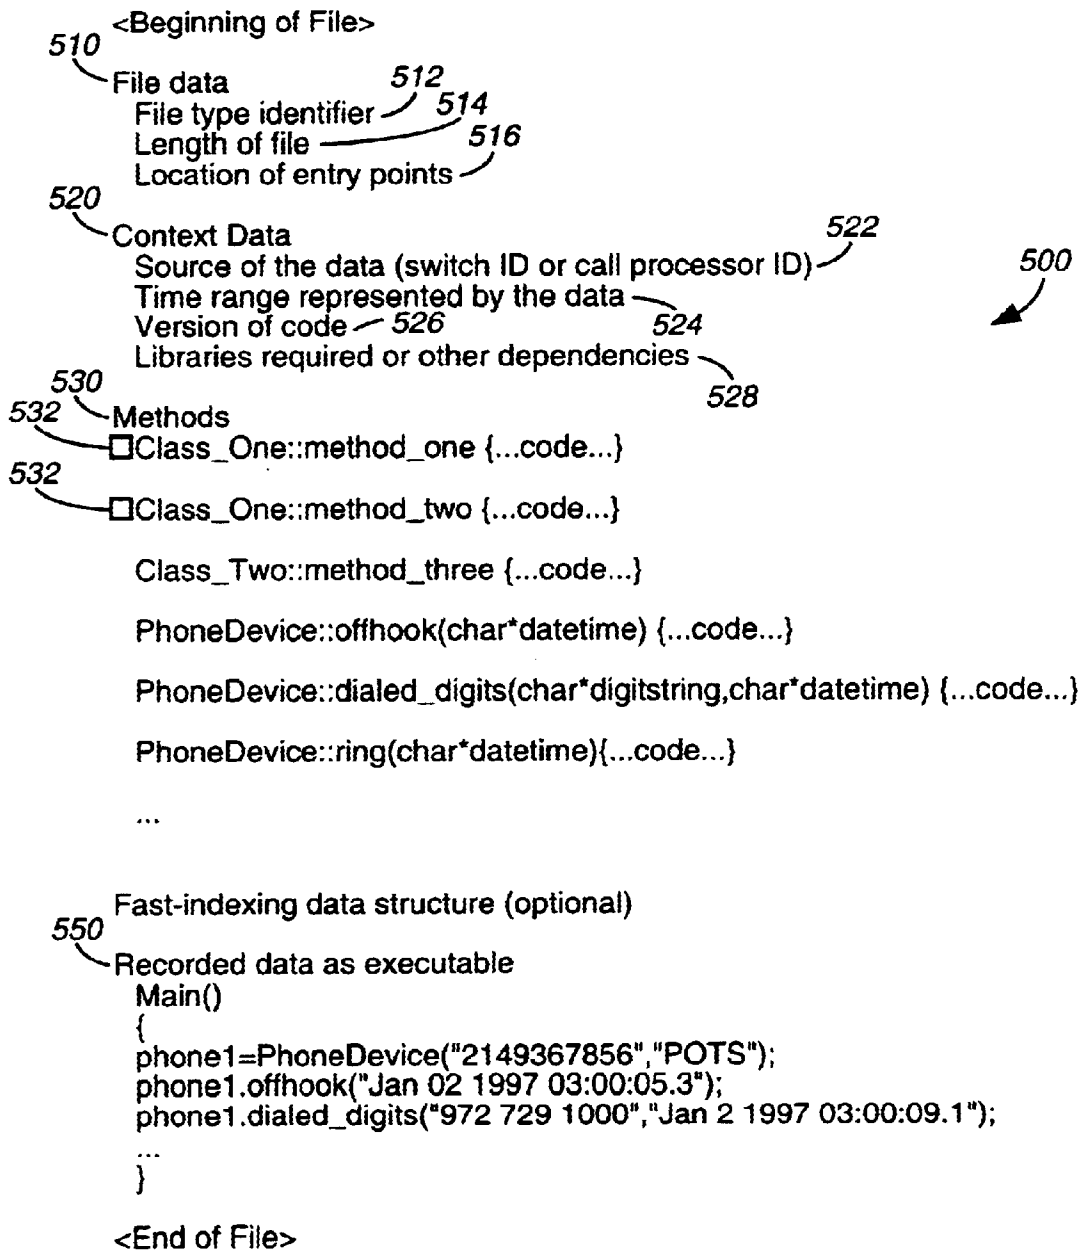 <Beginning of File>
510
File data 512
File type identifier 514
Length of file 516
Location of entry points
520
Context Data 522
Source of the data (switch ID or call processor ID) 500
Time range represented by the data
Version of code 526 524
Libraries required or other dependencies
530 528
532 Methods
Class_One::method_one {...code...}
532
Class_One::method_two {...code...}
Class_Two::method_three {...code...}
PhoneDevice::offhook(char*datetime) {...code...}
PhoneDevice::dialed_digits(char*digitstring,char*datetime) {...code...}
PhoneDevice::ring(char*datetime){...code...}
...
Fast-indexing data structure (optional)
550
Recorded data as executable
Main()
{
phone1=PhoneDevice("2149367856","POTS");
phone1.offhook("Jan 02 1997 03:00:05.3");
phone1.dialed_digits("972 729 1000","Jan 2 1997 03:00:09.1");
...
}
<End of File>